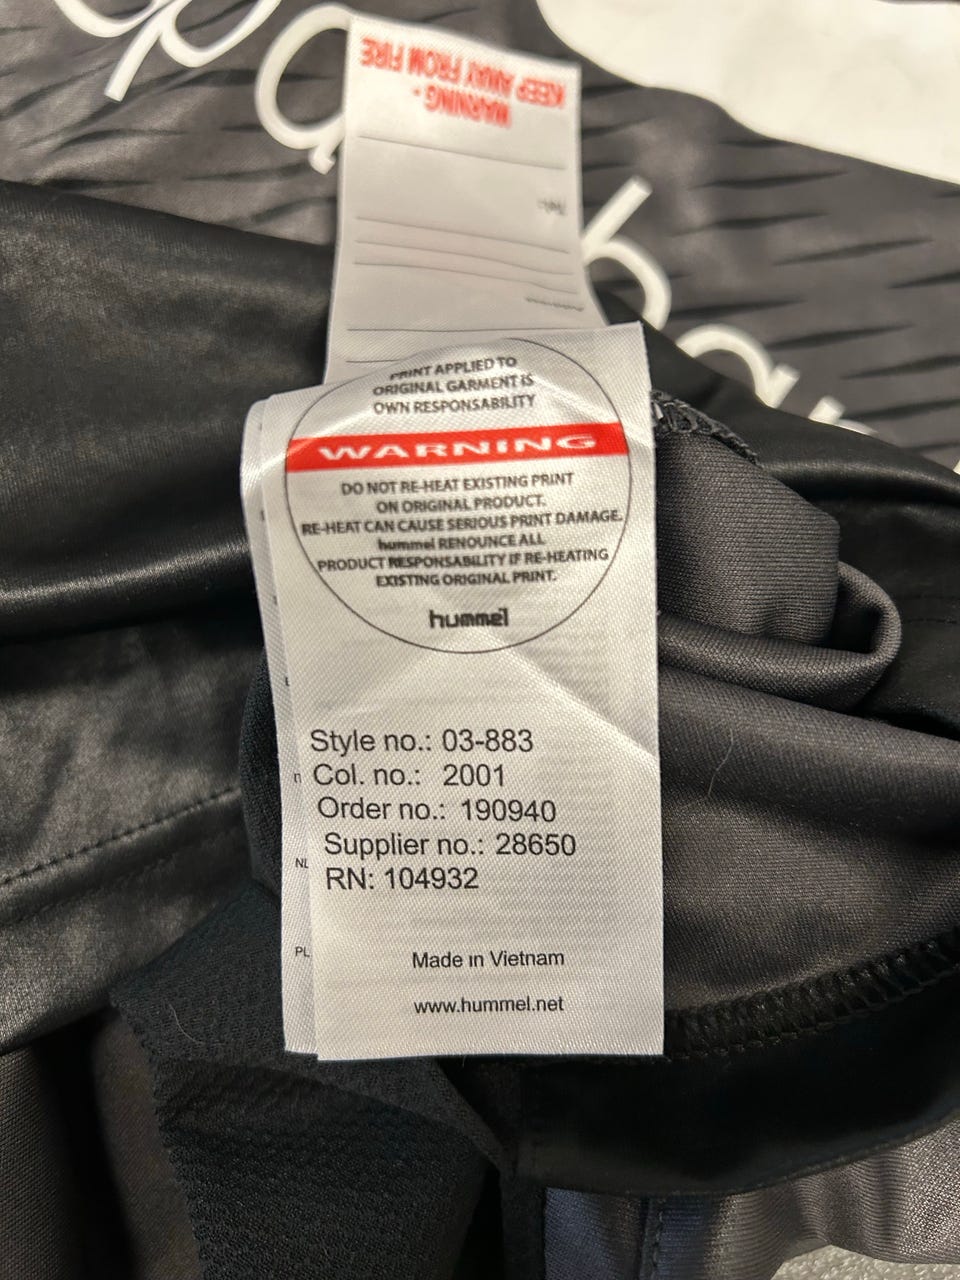 WARNING -
KEEP AWAY FROM FIRE
PRINT APPLIED TO
ORIGINAL GARMENT IS
OWN RESPONSABILITY
WARNING
DO NOT RE-HEAT EXISTING PRINT
ON ORIGINAL PRODUCT.
RE-HEAT CAN CAUSE SERIOUS PRINT DAMAGE.
hummel RENOUNCE ALL
PRODUCT RESPONSABILITY IF RE-HEATING
EXISTING ORIGINAL PRINT.
hummel
Style no.: 03-883
Col. no.: 2001
Order no.: 190940
Supplier no.: 28650
RN: 104932
NL
PL
Made in Vietnam
www.hummel.net